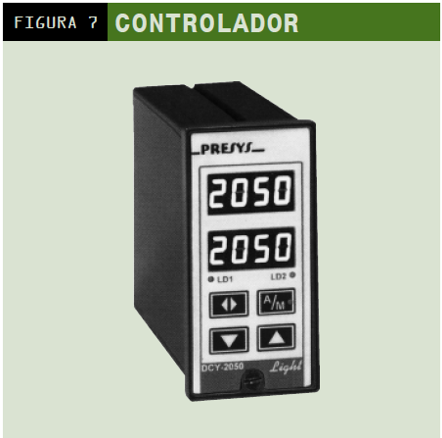 FIGURA 7 CONTROLADOR
PRESYS
2050
2050
LD1 LD2
A/M
DCY-2050 Light